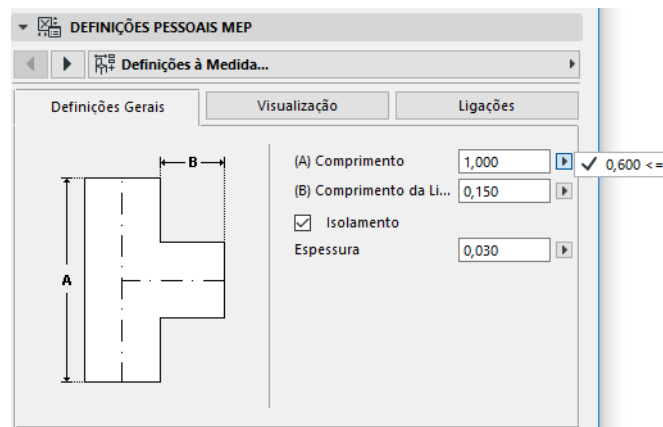 DEFINIÇÕES PESSOAIS MEP
Definições à Medida...
Definições Gerais
Visualização
Ligações
B
A
(A) Comprimento 1,000
0,600 <=
(B) Comprimento da Li... 0,150
Isolamento
Espessura 0,030